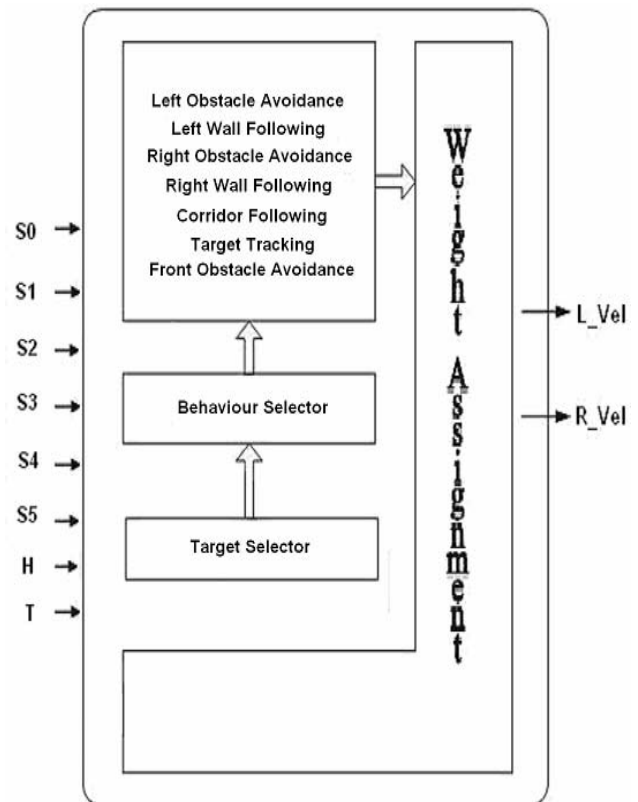 Left Obstacle Avoidance
Left Wall Following
Right Obstacle Avoidance
Right Wall Following
Corridor Following
Target Tracking
Front Obstacle Avoidance
Behaviour Selector
Target Selector
Weight Assignment
S0
S1
S2
S3
S4
S5
H
T
L_Vel
R_Vel